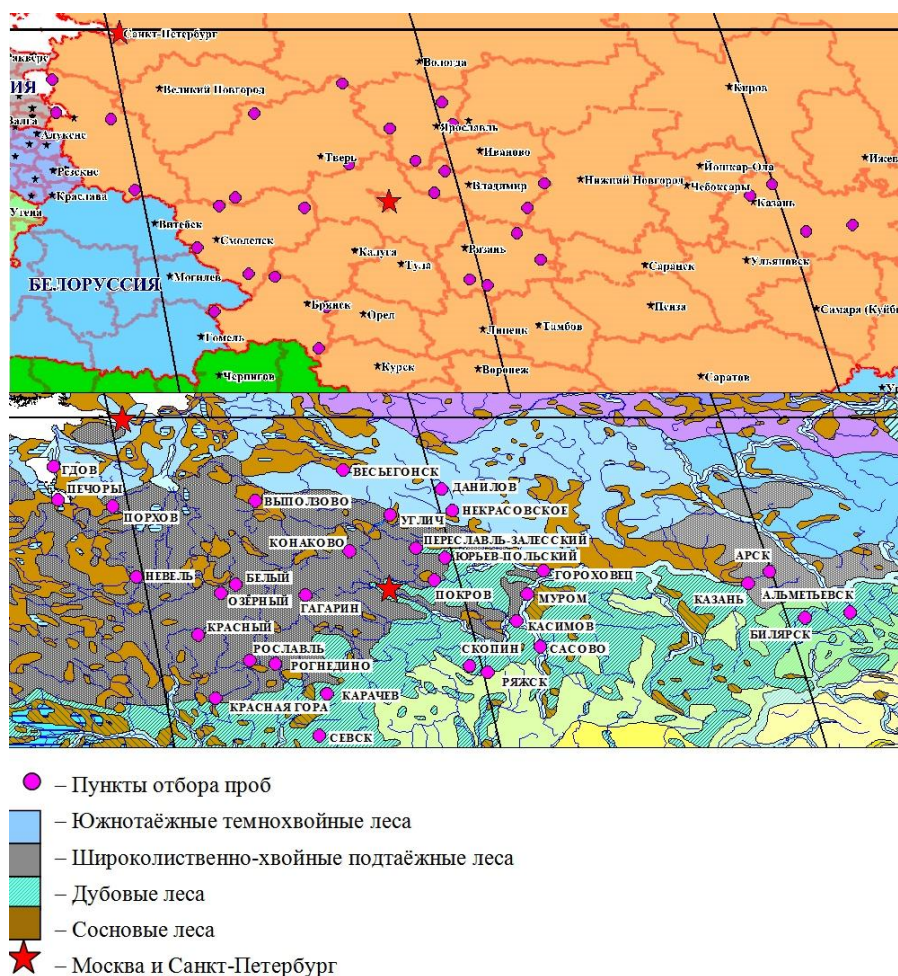 Санкт-Петербург
Вологда
Киров
Великий Новгород
Ярославль
Иваново
Тверь
Йошкар-Ола
Нижний Новгород
Чебоксары
Владимир
Казань
Краслава
Витебск
Смоленск
Калуга
Рязань
Тула
Саранск
Ульяновск
Могилев
БЕЛОРУССИЯ
Брянск
Орел
Пенза
Гомель
Липецк
Тамбов
Чернигов
Курск
Воронеж
Саратов
ГДОВ
ВЕСЬЕГОНСК
ДАНИЛОВ
ПЕЧОРЫ
ПОРХОВ
ВЫПОЛЗОВО
НЕКРАСОВСКОЕ
УГЛИЧ
КОНАКОВО
ПЕРЕСЛАВЛЬ-ЗАЛЕССКИЙ
ЮРЬЕВ-ПОЛЬСКИЙ
АРСК
НЕВЕЛЬ
БЕЛЫЙ
ГОРОХОВЕЦ
ОЗЁРНЫЙ
ГАГАРИН
ПОКРОВ
МУРОМ
КАЗАНЬ
АЛЬМЕТЬЕВСК
КРАСНЫЙ
КАСИМОВ
БИЛЯРСК
РОСЛАВЛЬ
СКОПИН
САСОВО
РОГНЕДИНО
РЯЖСК
КРАСНАЯ ГОРА
КАРАЧЕВ
СЕВСК
– Пункты отбора проб
– Южнотаёжные темнохвойные леса
– Широколиственно-хвойные подтаёжные леса
– Дубовые леса
– Сосновые леса
– Москва и Санкт-Петербург